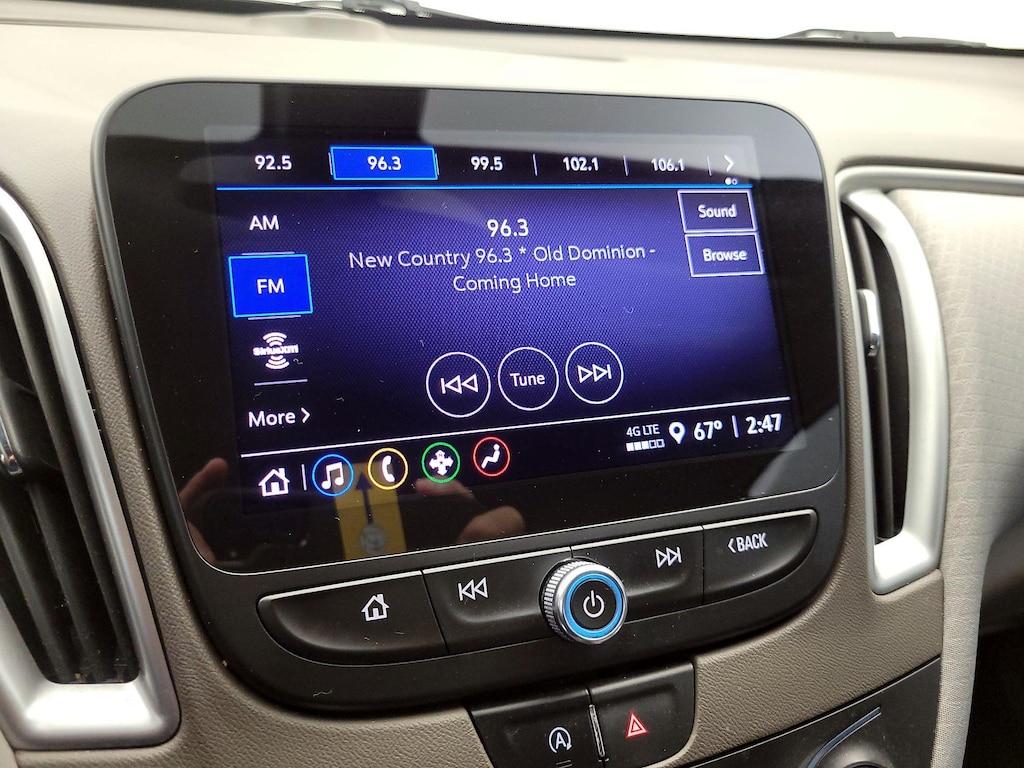 92.5 96.3 99.5 102.1 106.1
AM
96.3
Sound
New Country 96.3 * Old Dominion -
Browse
FM
Coming Home
SiriusXM
Tune
More
4G LTE 67° 2:47
BACK
A